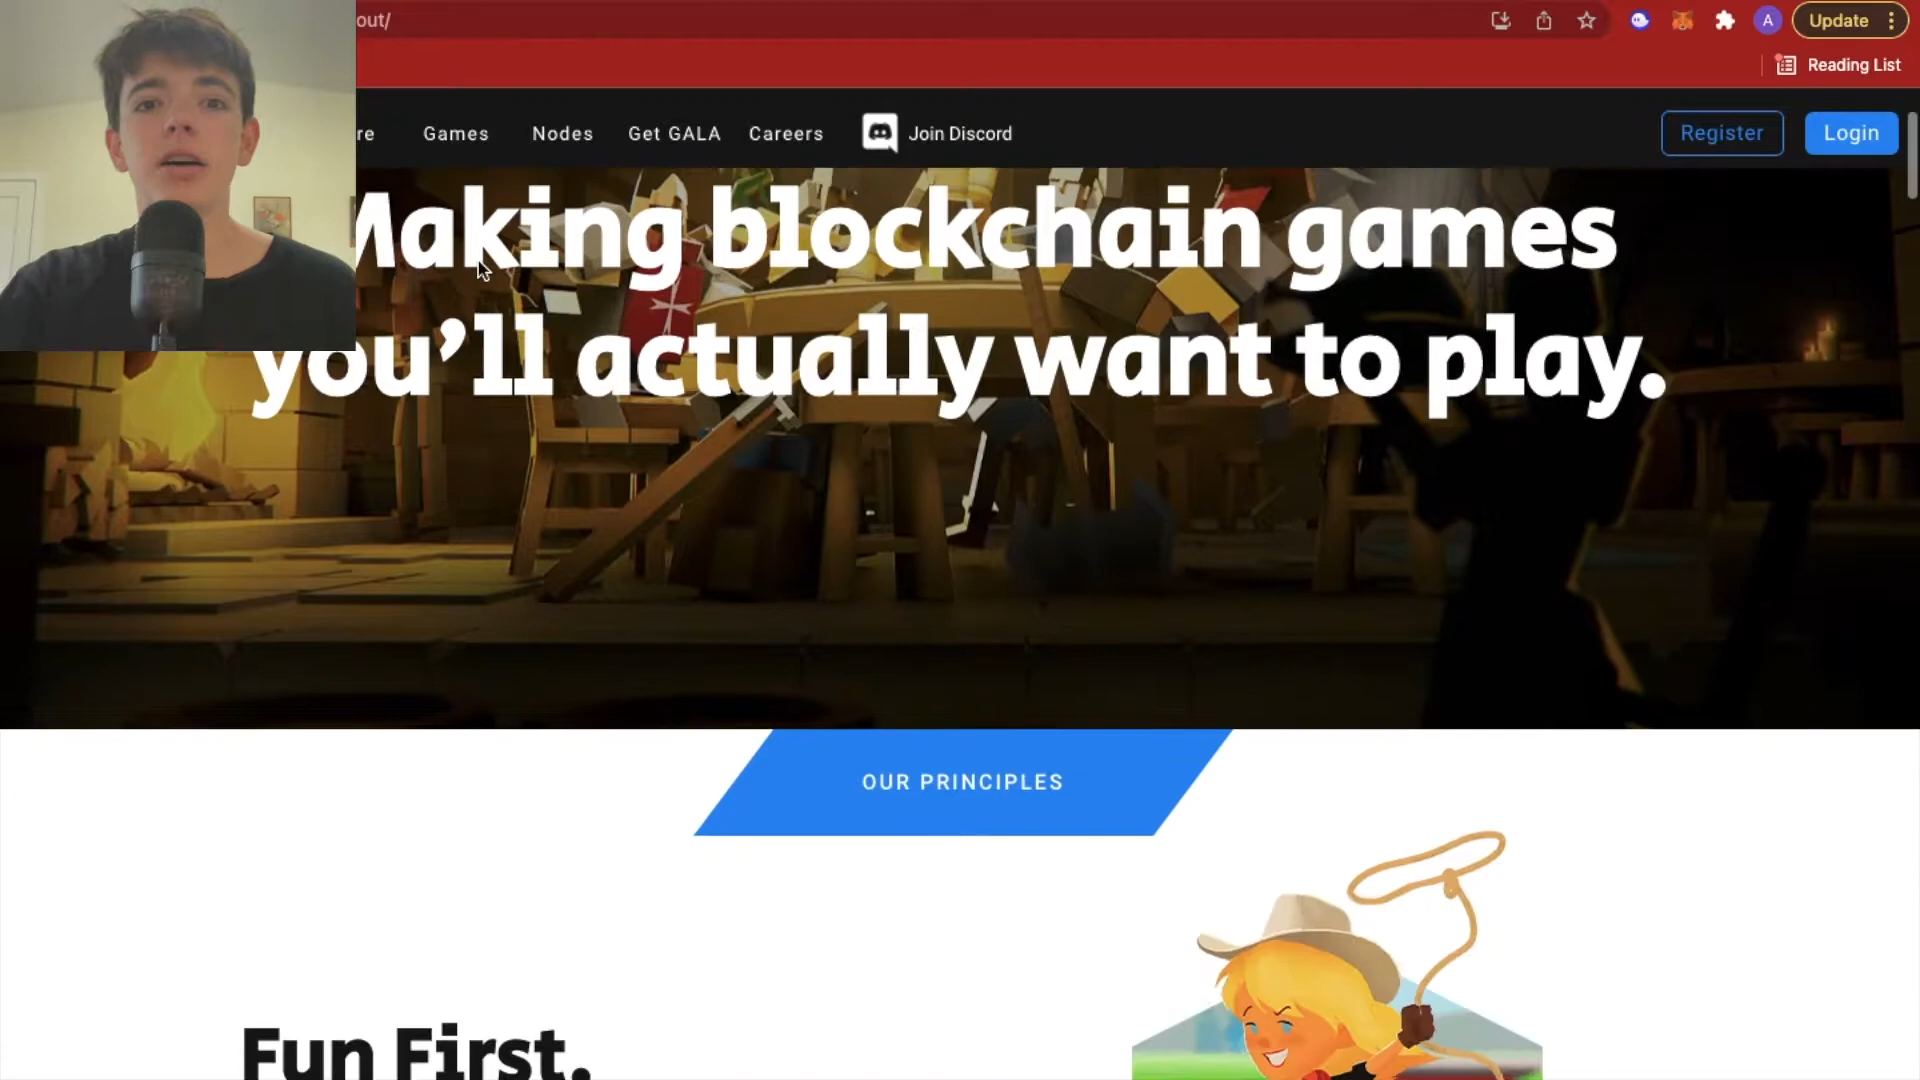 out/
Update
Reading List
re
Games
Nodes
Get GALA
Careers
Join Discord
Register
Login
A
Making blockchain games
you’ll actually want to play.
OUR PRINCIPLES
Fun First.